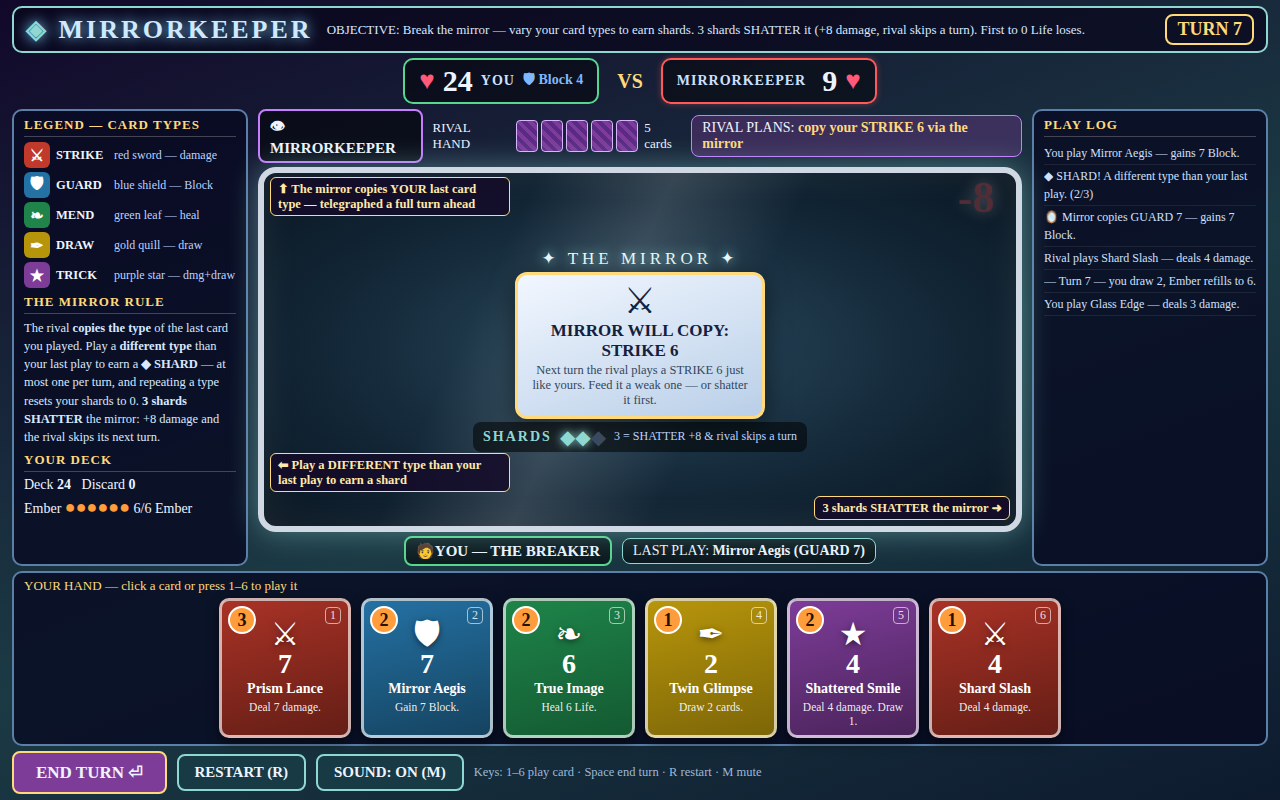 ◈ MIRRORKEEPER
OBJECTIVE: Break the mirror — vary your card types to earn shards. 3 shards SHATTER it (+8 damage, rival skips a turn). First to 0 Life loses.
TURN 7
♥ 24 YOU 🛡 Block 4
VS
MIRRORKEEPER 9 ♥
LEGEND — CARD TYPES
⚔ STRIKE red sword — damage
🛡 GUARD blue shield — Block
❧ MEND green leaf — heal
✒ DRAW gold quill — draw
★ TRICK purple star — dmg+draw
THE MIRROR RULE
The rival copies the type of the last card
you played. Play a different type than
your last play to earn a ◆ SHARD — at
most one per turn, and repeating a type
resets your shards to 0. 3 shards
SHATTER the mirror: +8 damage and
the rival skips its next turn.
YOUR DECK
Deck 24 Discard 0
Ember ●●●●●● 6/6 Ember
👁
MIRRORKEEPER
RIVAL
HAND
5
cards
RIVAL PLANS: copy your STRIKE 6 via the
mirror
⬆ The mirror copies YOUR last card
type — telegraphed a full turn ahead
-8
✦ THE MIRROR ✦
⚔
MIRROR WILL COPY:
STRIKE 6
Next turn the rival plays a STRIKE 6 just
like yours. Feed it a weak one — or shatter
it first.
SHARDS ◆◆◆ 3 = SHATTER +8 & rival skips a turn
⬅ Play a DIFFERENT type than your
last play to earn a shard
3 shards SHATTER the mirror ➜
🧑YOU — THE BREAKER
LAST PLAY: Mirror Aegis (GUARD 7)
PLAY LOG
You play Mirror Aegis — gains 7 Block.
◆ SHARD! A different type than your last
play. (2/3)
🪞 Mirror copies GUARD 7 — gains 7
Block.
Rival plays Shard Slash — deals 4 damage.
— Turn 7 — you draw 2, Ember refills to 6.
You play Glass Edge — deals 3 damage.
YOUR HAND — click a card or press 1–6 to play it
3 1
⚔
7
Prism Lance
Deal 7 damage.
2 2
🛡
7
Mirror Aegis
Gain 7 Block.
2 3
❧
6
True Image
Heal 6 Life.
1 4
✒
2
Twin Glimpse
Draw 2 cards.
2 5
★
4
Shattered Smile
Deal 4 damage. Draw
1.
1 6
⚔
4
Shard Slash
Deal 4 damage.
END TURN ⏎
RESTART (R)
SOUND: ON (M)
Keys: 1–6 play card · Space end turn · R restart · M mute